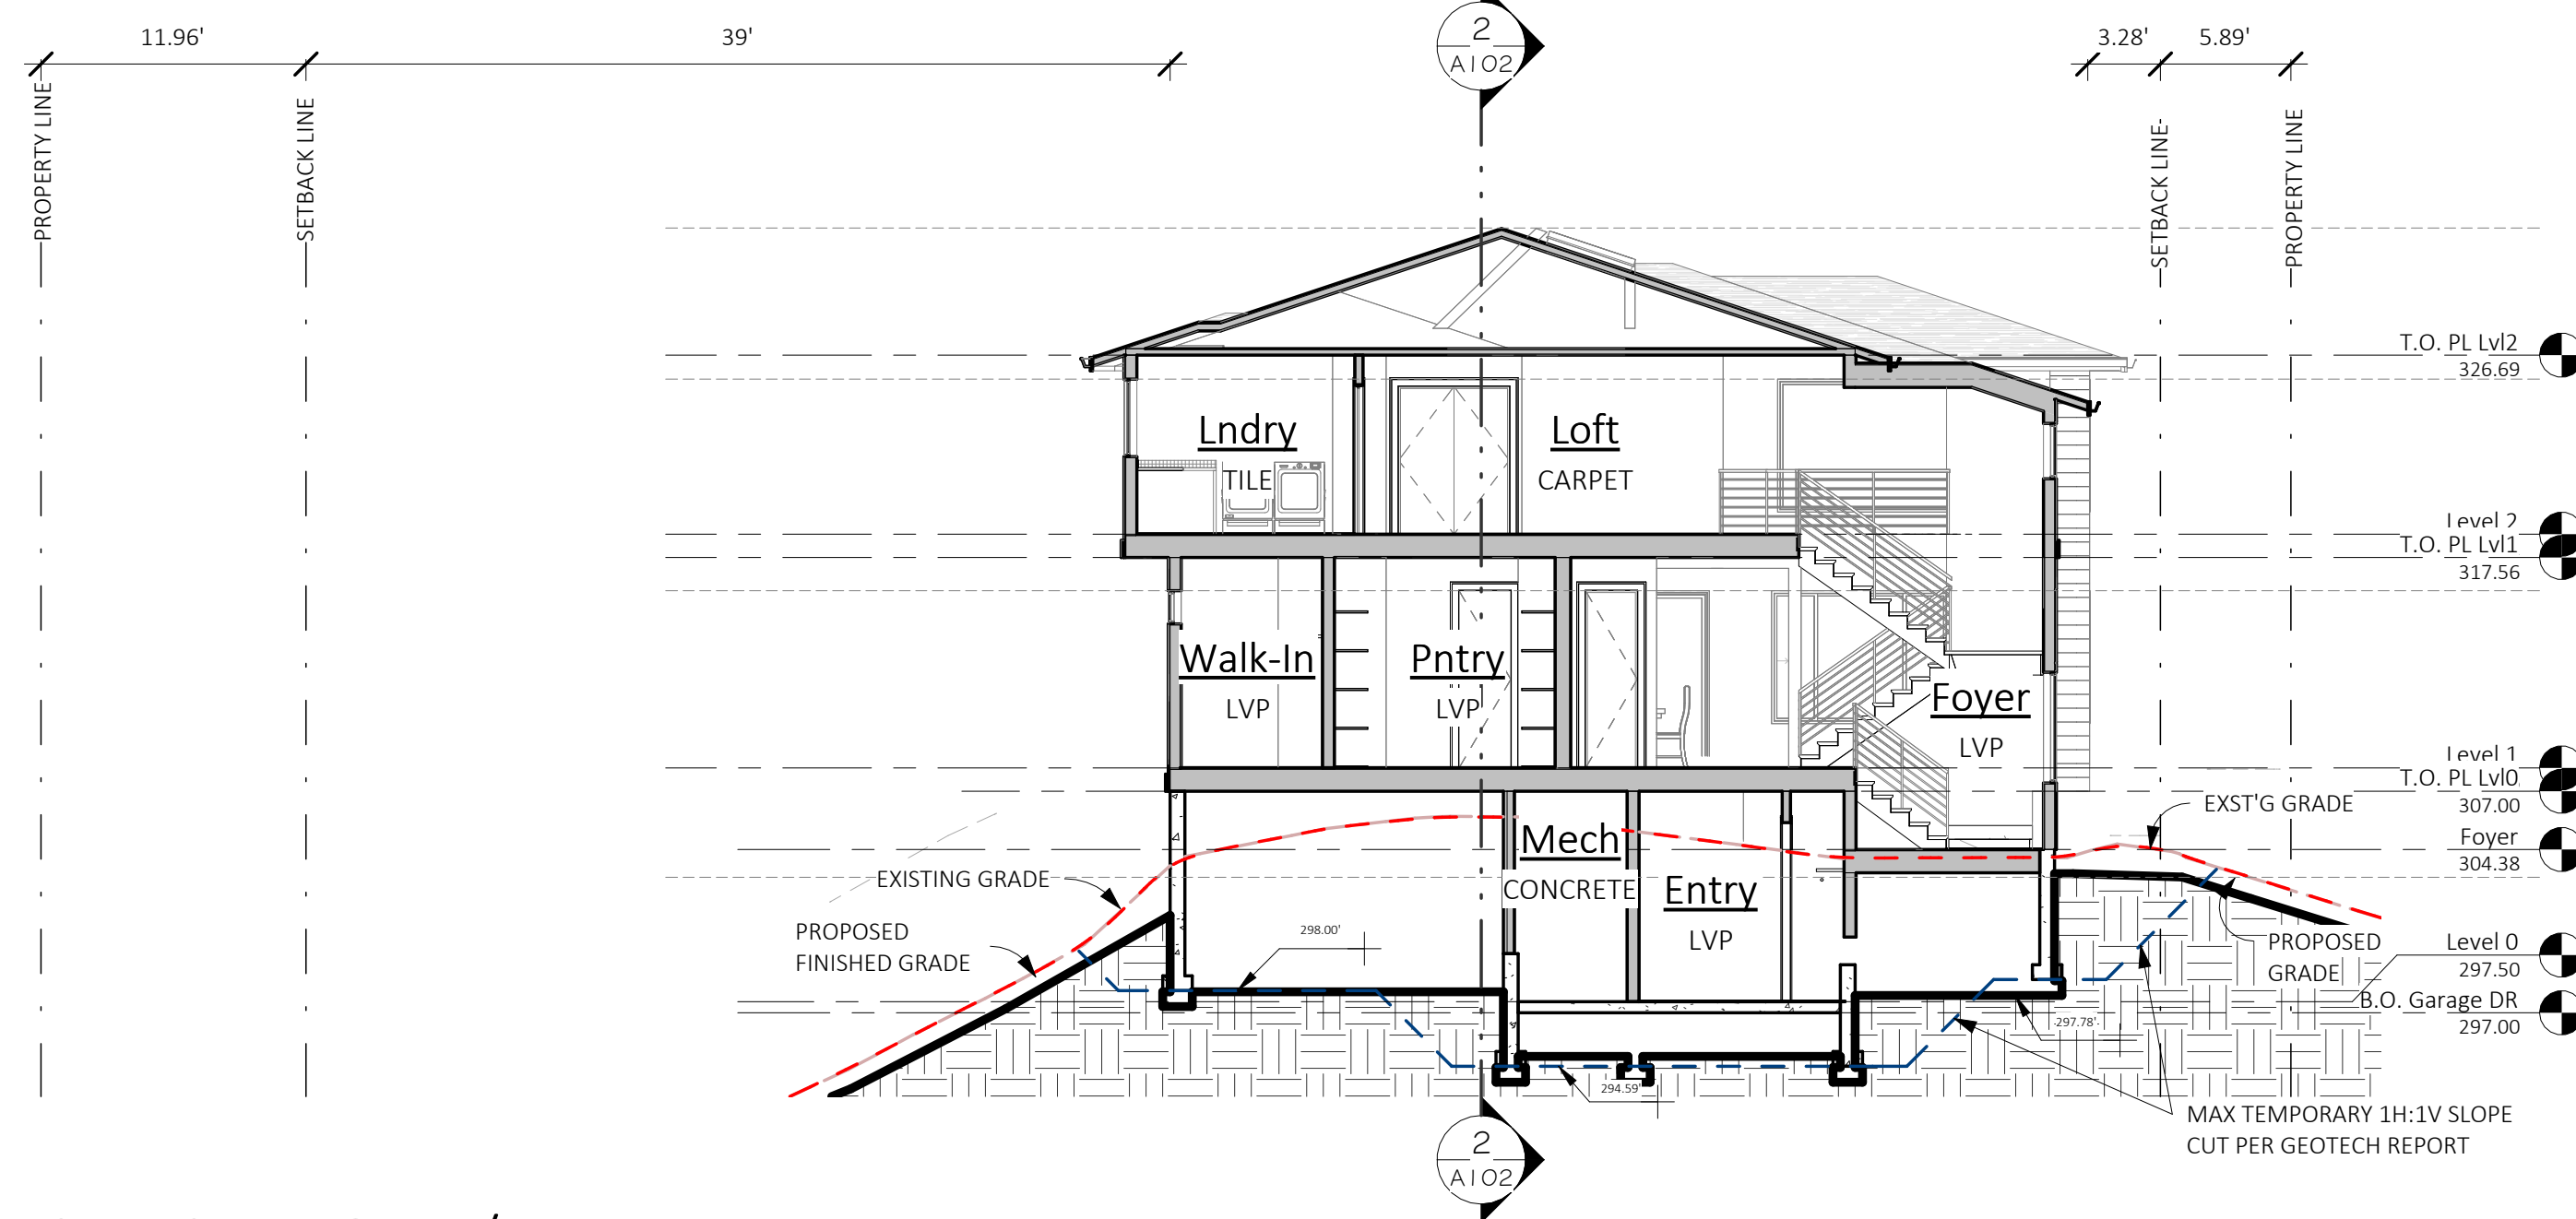 11.96'
39'
2
A102
3.28'
5.89'
PROPERTY LINE
SETBACK LINE
SETBACK LINE
PROPERTY LINE
T.O. PL Lvl2
326.69
Lndry
TILE
Loft
CARPET
Level 2
T.O. PL Lvl1
317.56
Walk-In
LVP
Pntry
LVP
Foyer
LVP
Level 1
T.O. PL Lvl0
307.00
EXST'G GRADE
Foyer
304.38
Mech
CONCRETE
Entry
LVP
EXISTING GRADE
PROPOSED
FINISHED GRADE
298.00'
PROPOSED
GRADE
Level 0
297.50
B.O. Garage DR
297.00
297.78'
294.59'
MAX TEMPORARY 1H:1V SLOPE
CUT PER GEOTECH REPORT
2
A102